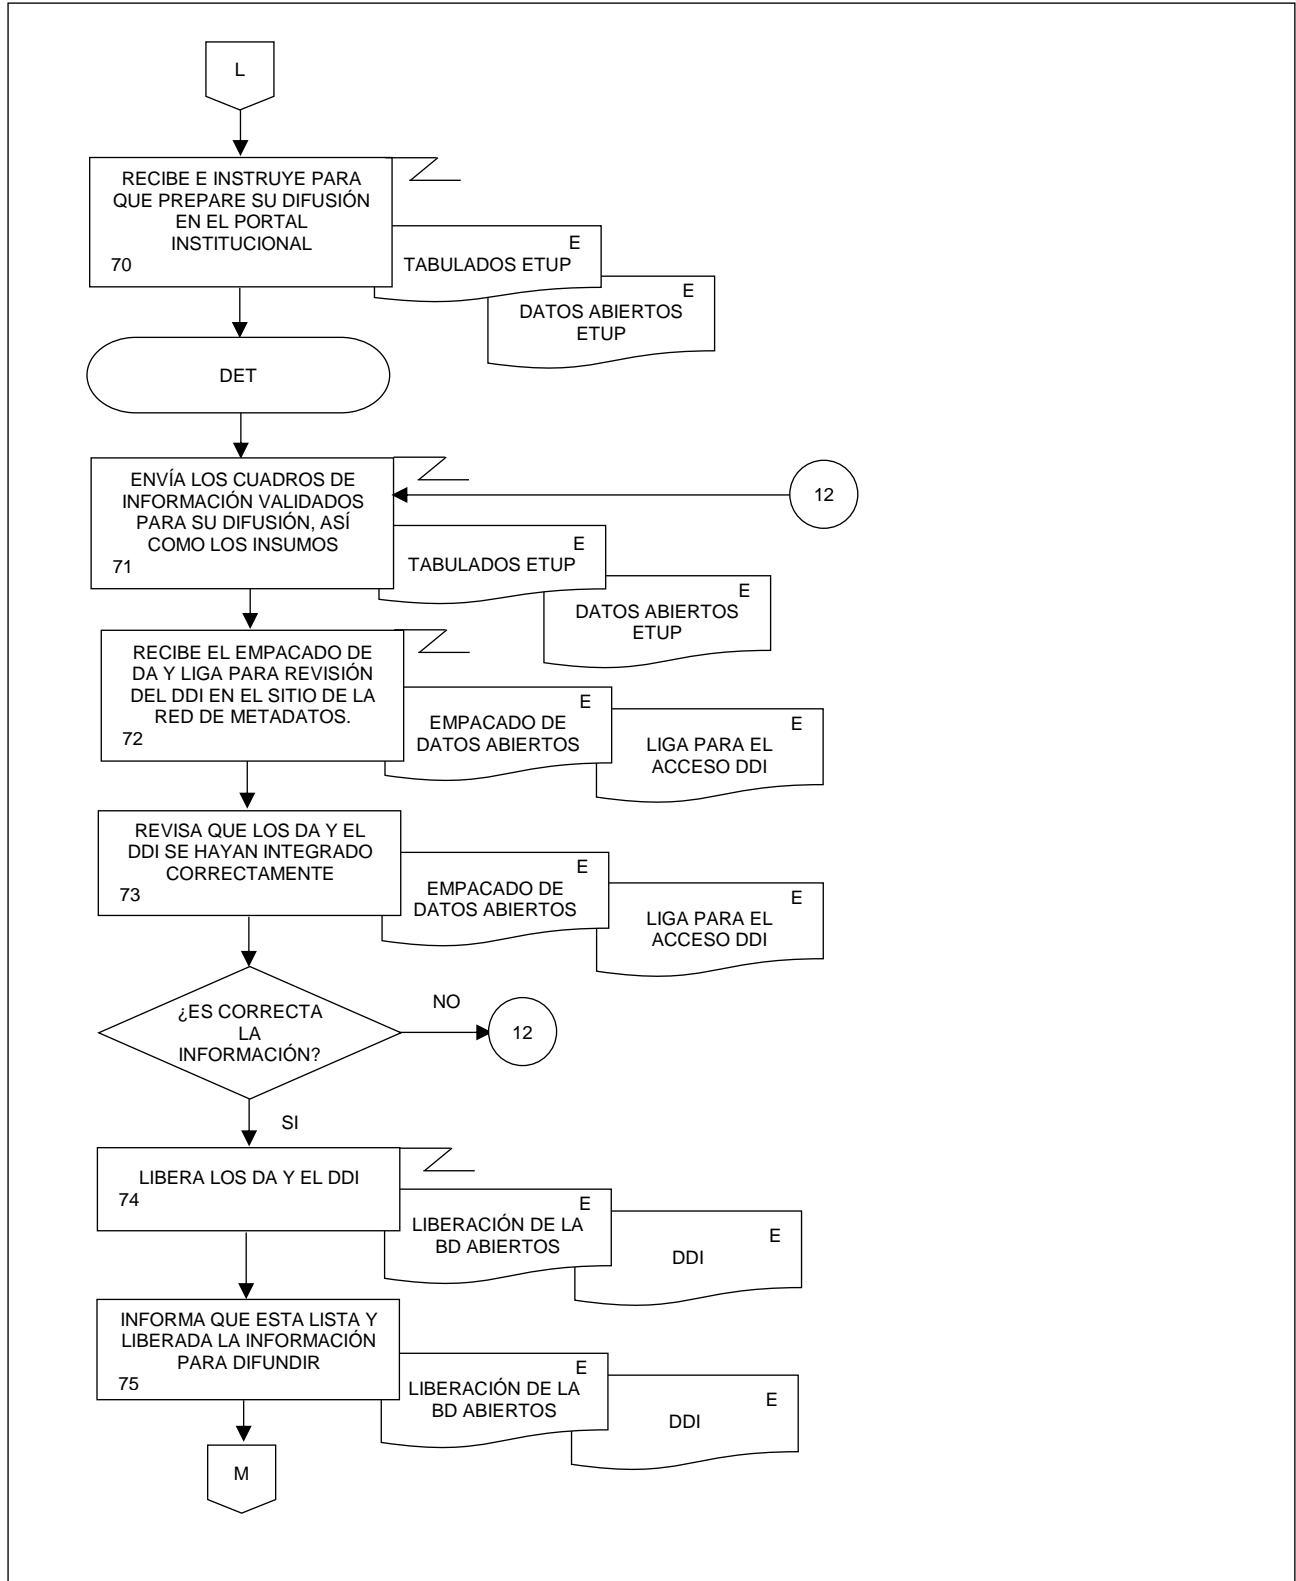 L
RECIBE E INSTRUYE PARA
QUE PREPARE SU DIFUSIÓN
EN EL PORTAL
INSTITUCIONAL
70
E
TABULADOS ETUP
E
DATOS ABIERTOS
ETUP
DET
ENVÍA LOS CUADROS DE
INFORMACIÓN VALIDADOS
PARA SU DIFUSIÓN, ASÍ
COMO LOS INSUMOS
71
12
E
TABULADOS ETUP
E
DATOS ABIERTOS
ETUP
RECIBE EL EMPACADO DE
DA Y LIGA PARA REVISIÓN
DEL DDI EN EL SITIO DE LA
RED DE METADATOS.
72
E
EMPACADO DE
DATOS ABIERTOS
E
LIGA PARA EL
ACCESO DDI
REVISA QUE LOS DA Y EL
DDI SE HAYAN INTEGRADO
CORRECTAMENTE
73
E
EMPACADO DE
DATOS ABIERTOS
E
LIGA PARA EL
ACCESO DDI
¿ES CORRECTA
LA
INFORMACIÓN?
NO
12
SI
LIBERA LOS DA Y EL DDI
74
E
LIBERACIÓN DE LA
BD ABIERTOS
E
DDI
INFORMA QUE ESTA LISTA Y
LIBERADA LA INFORMACIÓN
PARA DIFUNDIR
75
E
LIBERACIÓN DE LA
BD ABIERTOS
E
DDI
M